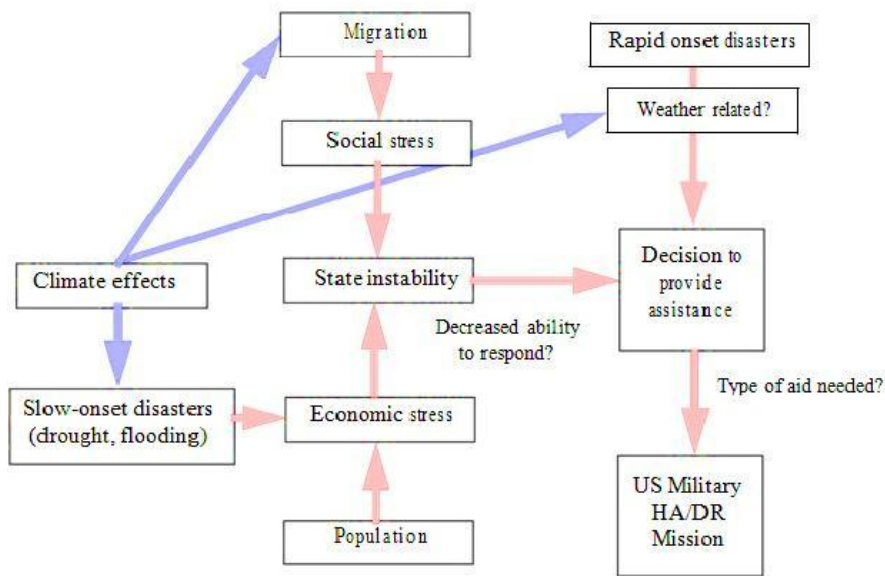 Migration
Rapid onset disasters
Weather related?
Social stress
Climate effects
State instability
Decision to
provide
assistance
Decreased ability
to respond?
Slow-onset disasters
(drought, flooding)
Economic stress
Type of aid needed?
Population
US Military
HA/DR
Mission